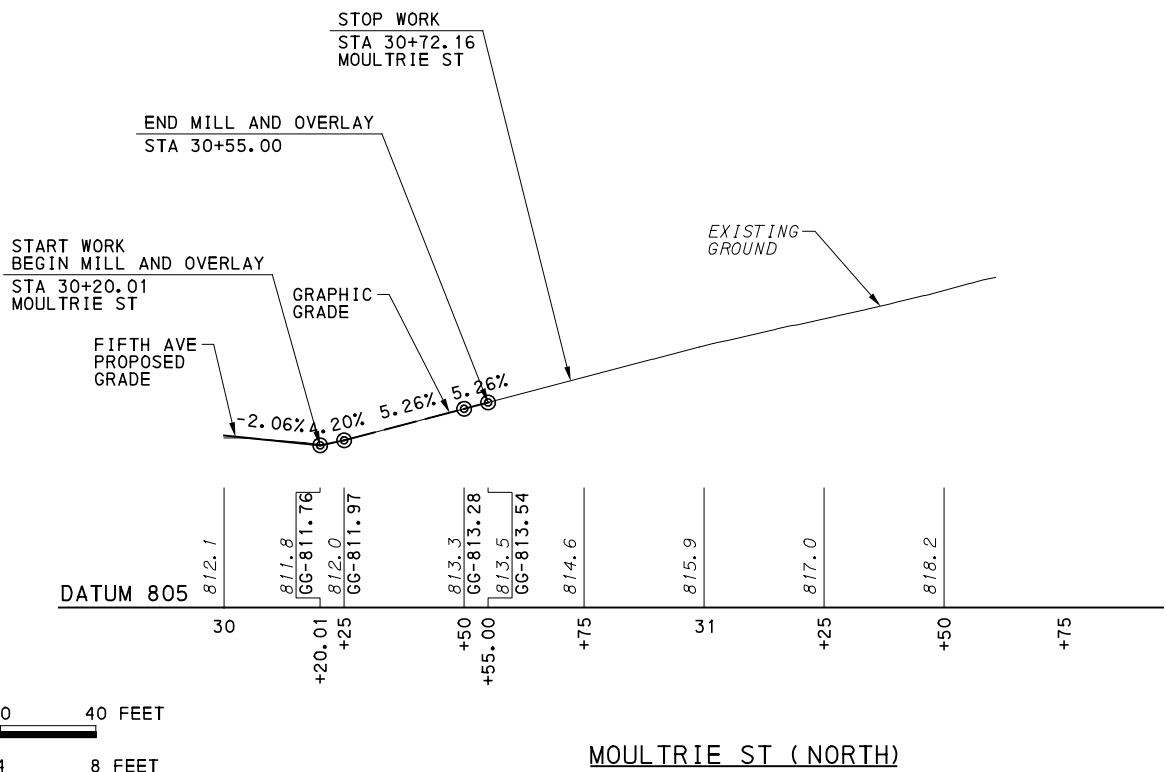 STOP WORK
STA 30+72.16
MOULTRIE ST
END MILL AND OVERLAY
STA 30+55.00
EXISTING
GROUND
START WORK
BEGIN MILL AND OVERLAY
STA 30+20.01
MOULTRIE ST
GRAPHIC
GRADE
FIFTH AVE
PROPOSED
GRADE
-2.06%
4.20%
5.26%
5.26%
812.1
811.8
GG-811.76
812.0
GG-811.97
813.3
GG-813.28
813.5
GG-813.54
814.6
815.9
817.0
818.2
DATUM 805
30
+20.01
+25
+50
+55.00
+75
31
+25
+50
+75
0 40 FEET
4 8 FEET
MOULTRIE ST (NORTH)